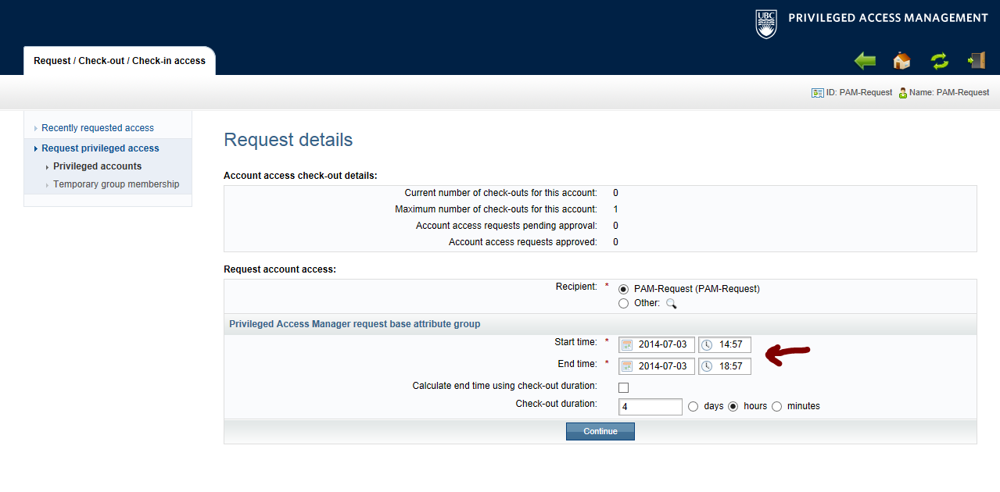 UBC
PRIVILEGED ACCESS MANAGEMENT
Request / Check-out / Check-in access
ID: PAM-Request Name: PAM-Request
Recently requested access
Request privileged access
Privileged accounts
Temporary group membership
Request details
Account access check-out details:
Current number of check-outs for this account: 0
Maximum number of check-outs for this account: 1
Account access requests pending approval: 0
Account access requests approved: 0
Request account access:
Recipient: * PAM-Request (PAM-Request)
Other:
Privileged Access Manager request base attribute group
Start time: * 2014-07-03 14:57
End time: * 2014-07-03 18:57
Calculate end time using check-out duration:
Check-out duration: 4 days hours minutes
Continue